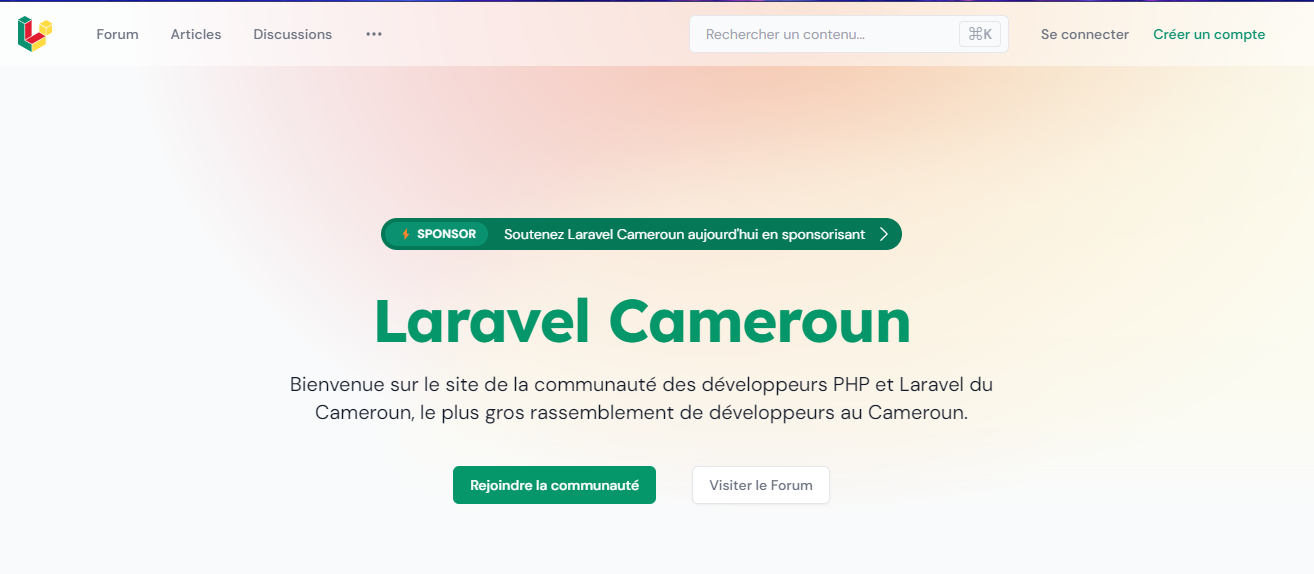 Forum Articles Discussions ••• Rechercher un contenu... ⌘K Se connecter Créer un compte
SPONSOR Soutenez Laravel Cameroun aujourd'hui en sponsorisant
Laravel Cameroun
Bienvenue sur le site de la communauté des développeurs PHP et Laravel du
Cameroun, le plus gros rassemblement de développeurs au Cameroun.
Rejoindre la communauté Visiter le Forum